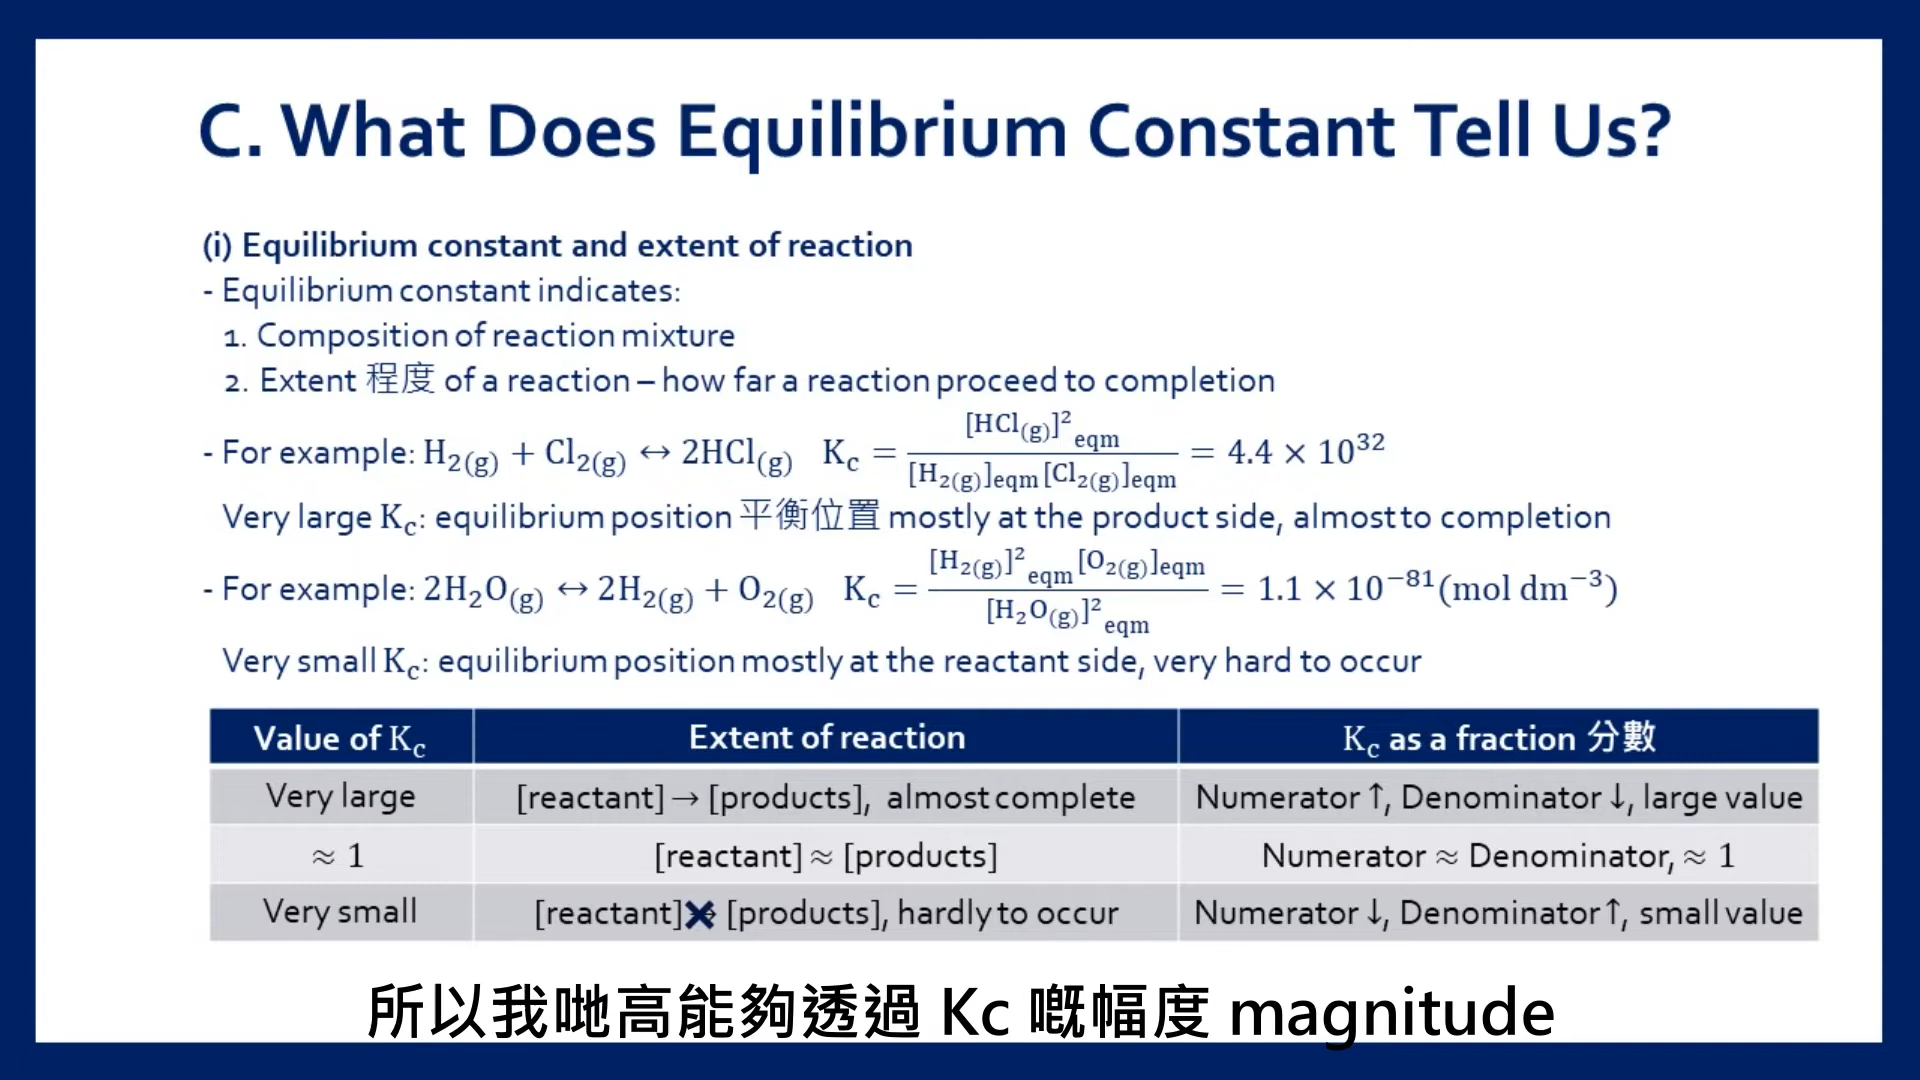 C. What Does Equilibrium Constant Tell Us?
(i) Equilibrium constant and extent of reaction
- Equilibrium constant indicates:
1. Composition of reaction mixture
2. Extent 程度 of a reaction – how far a reaction proceed to completion
- For example: H₂(g) + Cl₂(g) ↔ 2HCl(g) Kc = [HCl(g)]²eqm / [H₂(g)]eqm [Cl₂(g)]eqm = 4.4 × 10³²
Very large Kc: equilibrium position 平衡位置 mostly at the product side, almost to completion
- For example: 2H₂O(g) ↔ 2H₂(g) + O₂(g) Kc = [H₂(g)]²eqm [O₂(g)]eqm / [H₂O(g)]²eqm = 1.1 × 10⁻⁸¹(mol dm⁻³)
Very small Kc: equilibrium position mostly at the reactant side, very hard to occur
Value of Kc Extent of reaction Kc as a fraction 分數
Very large [reactant] → [products], almost complete Numerator ↑, Denominator ↓, large value
≈ 1 [reactant] ≈ [products] Numerator ≈ Denominator, ≈ 1
Very small [reactant] → [products], hardly to occur Numerator ↓, Denominator ↑, small value
所以我哋高能夠透過 Kc 嘅幅度 magnitude